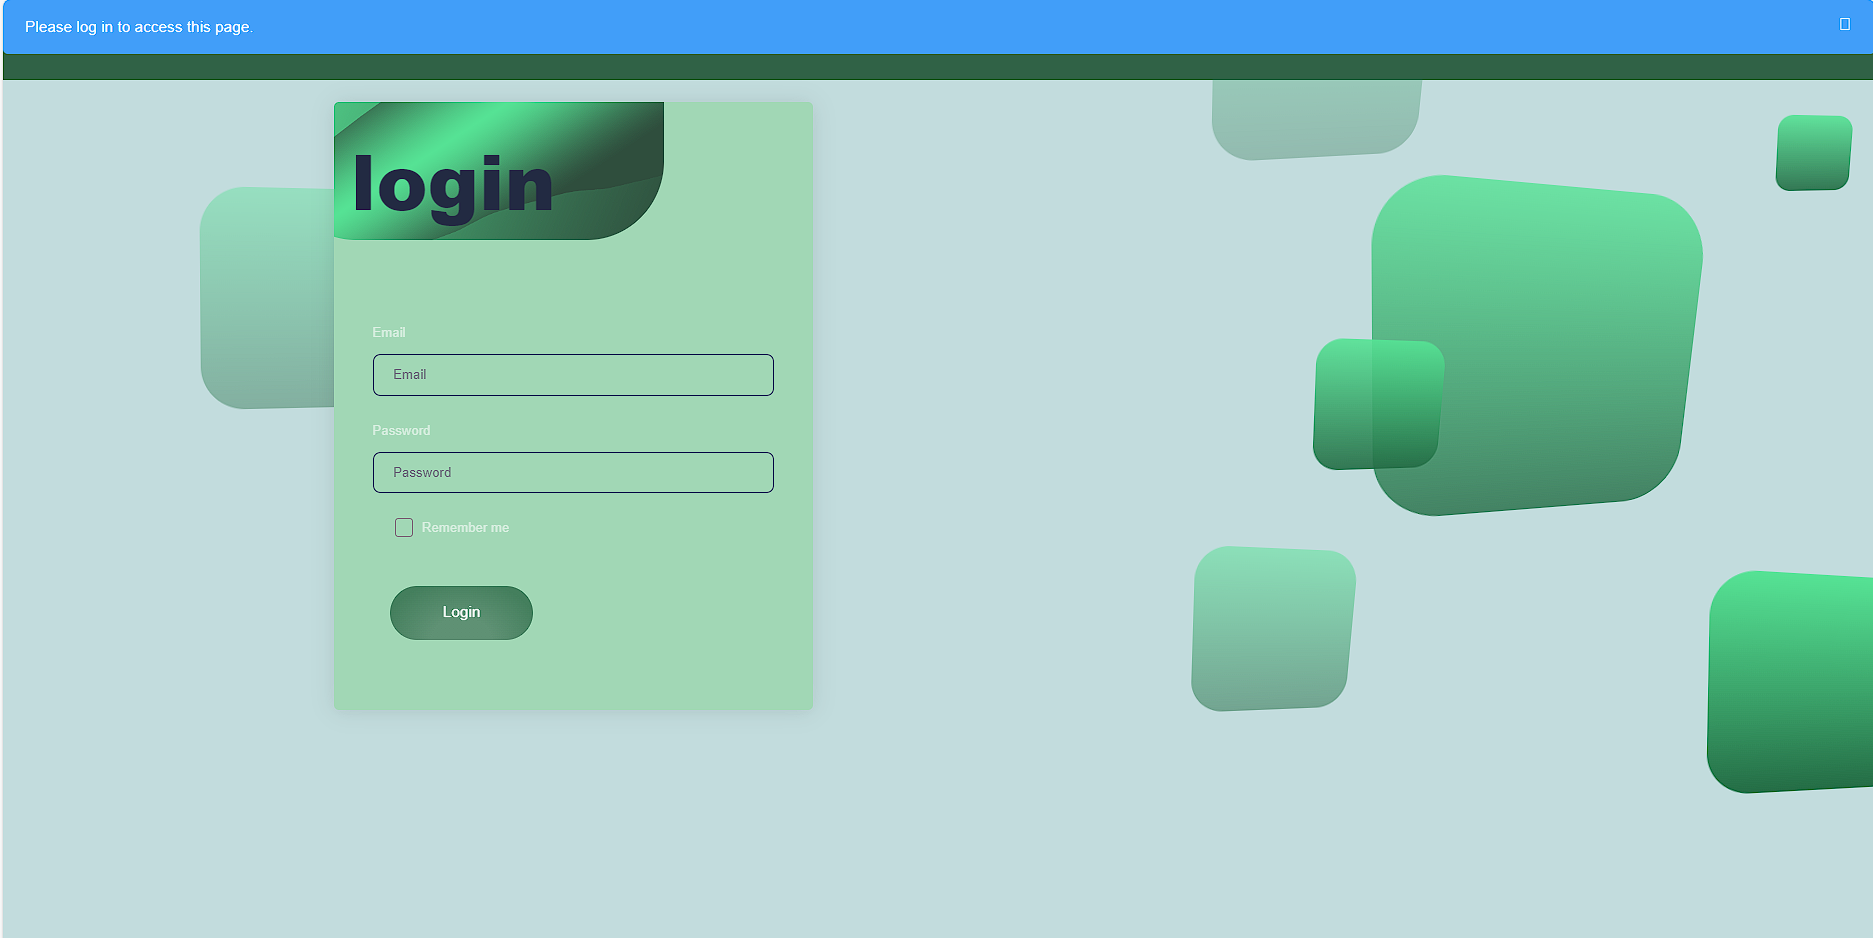 Please log in to access this page.
login
Email
Email
Password
Password
Remember me
Login